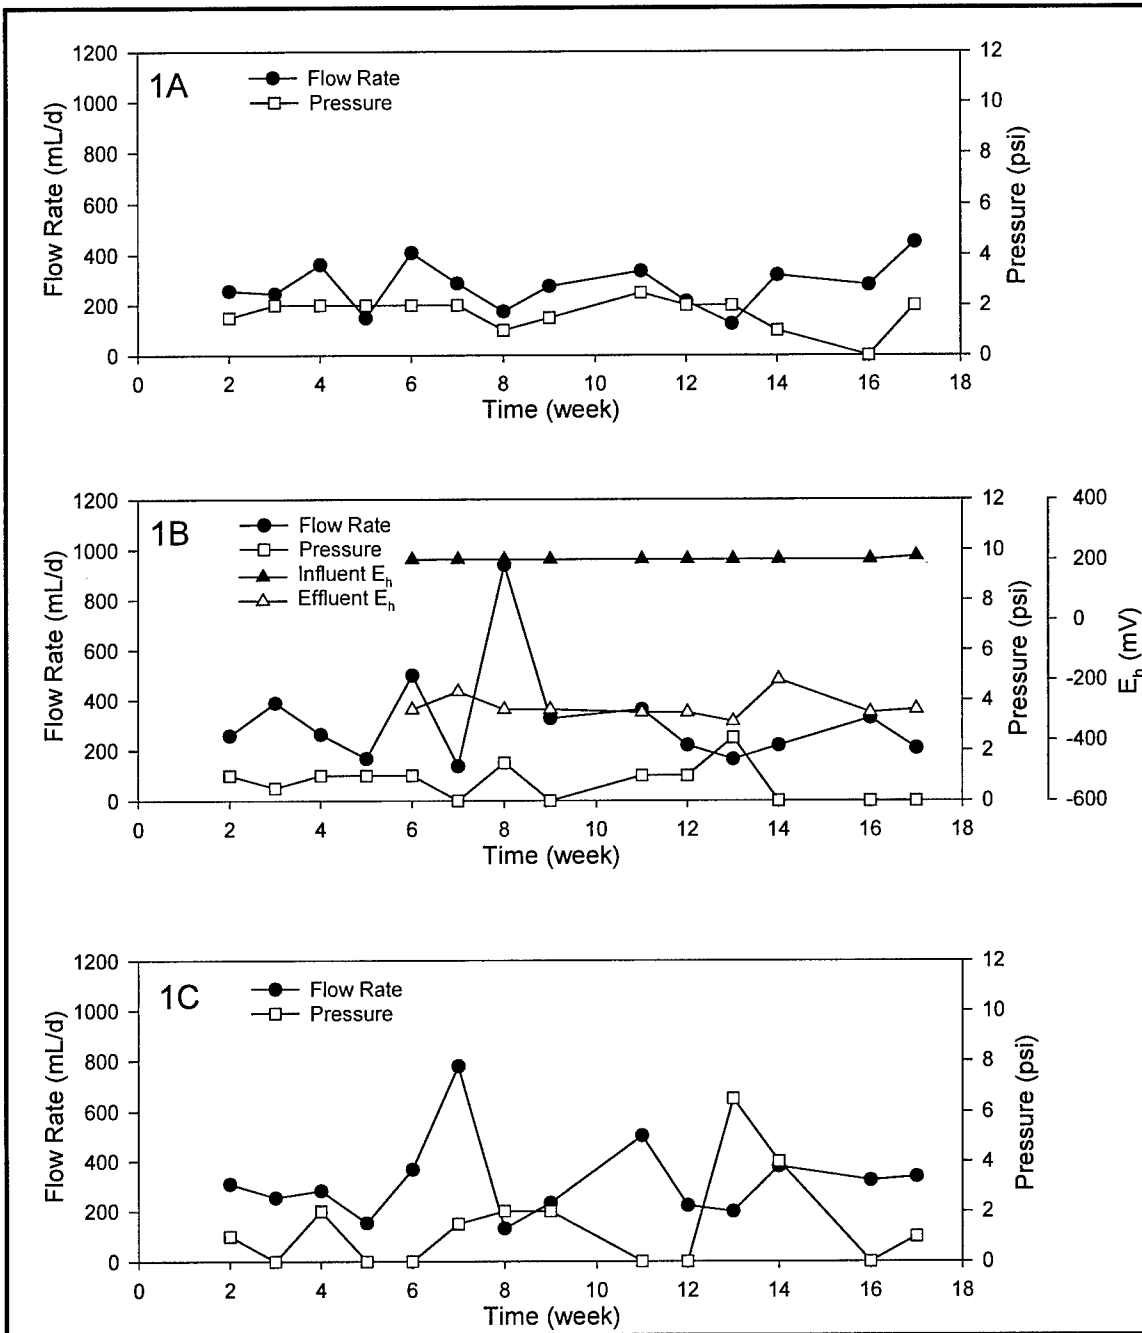 1A
Flow Rate
Pressure
1200
1000
800
600
400
200
0
Flow Rate (mL/d)
12
10
8
6
4
2
0
Pressure (psi)
0 2 4 6 8 10 12 14 16 18
Time (week)
1B
Flow Rate
Pressure
Influent Eh
Effluent Eh
1200
1000
800
600
400
200
0
Flow Rate (mL/d)
12
10
8
6
4
2
0
Pressure (psi)
400
200
0
-200
-400
-600
Eh (mV)
0 2 4 6 8 10 12 14 16 18
Time (week)
1C
Flow Rate
Pressure
1200
1000
800
600
400
200
0
Flow Rate (mL/d)
12
10
8
6
4
2
0
Pressure (psi)
0 2 4 6 8 10 12 14 16 18
Time (week)